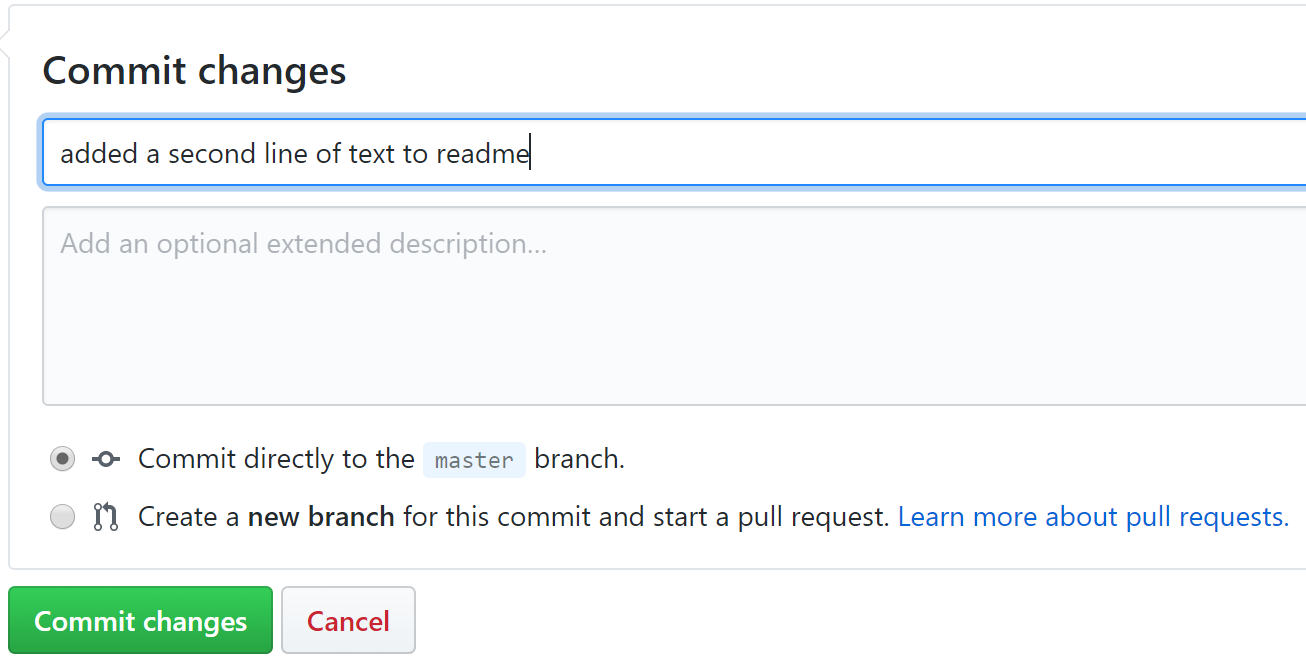 Commit changes
added a second line of text to readme
Add an optional extended description...
Commit directly to the master branch.
Create a new branch for this commit and start a pull request. Learn more about pull requests.
Commit changes Cancel